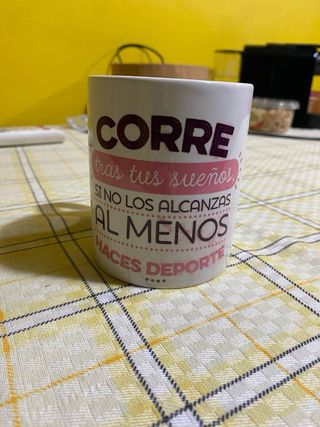 CORRE
tras tus sueños,
SI NO LOS ALCANZAS
AL MENOS
HACES DEPORTE